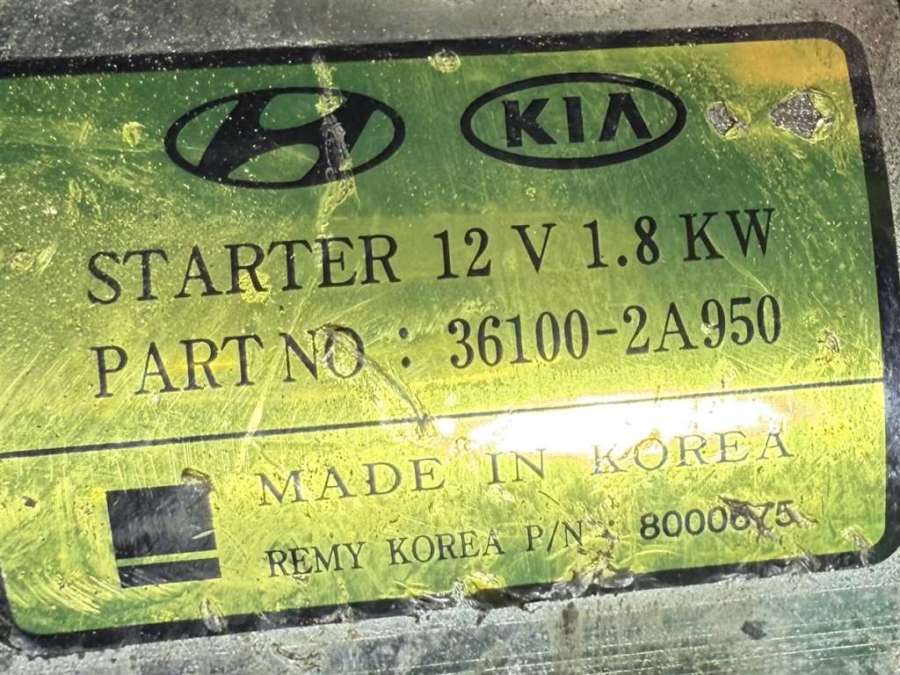 KIA
STARTER 12 V 1.8 KW
PART NO : 36100-2A950
MADE IN KOREA
REMY KOREA P/N :